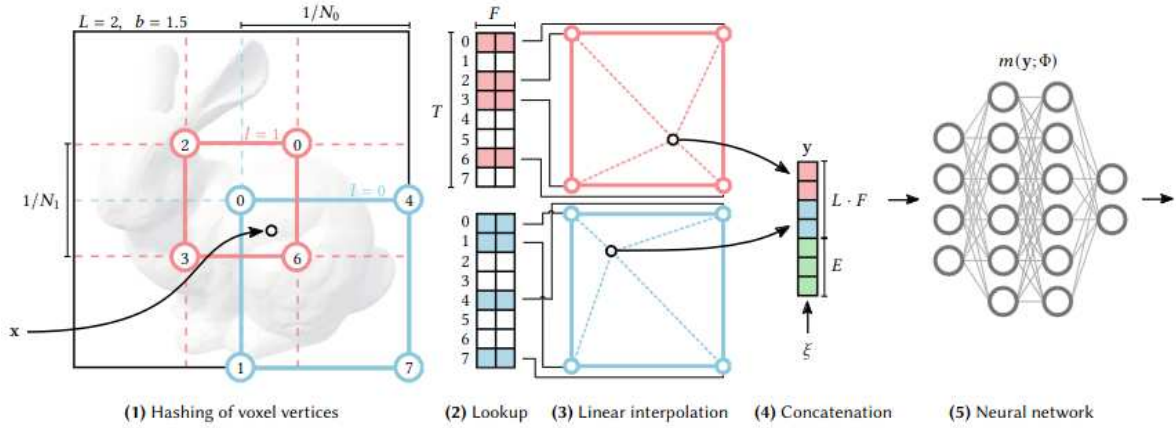 L = 2, b = 1.5
1/N₀
l = 1
2
0
l = 0
0
4
1/N₁
3
6
x
1
7
F
T
0
1
2
3
4
5
6
7
0
1
2
3
4
5
6
7
y
L · F
E
ξ
m(y; Φ)
(1) Hashing of voxel vertices
(2) Lookup
(3) Linear interpolation
(4) Concatenation
(5) Neural network